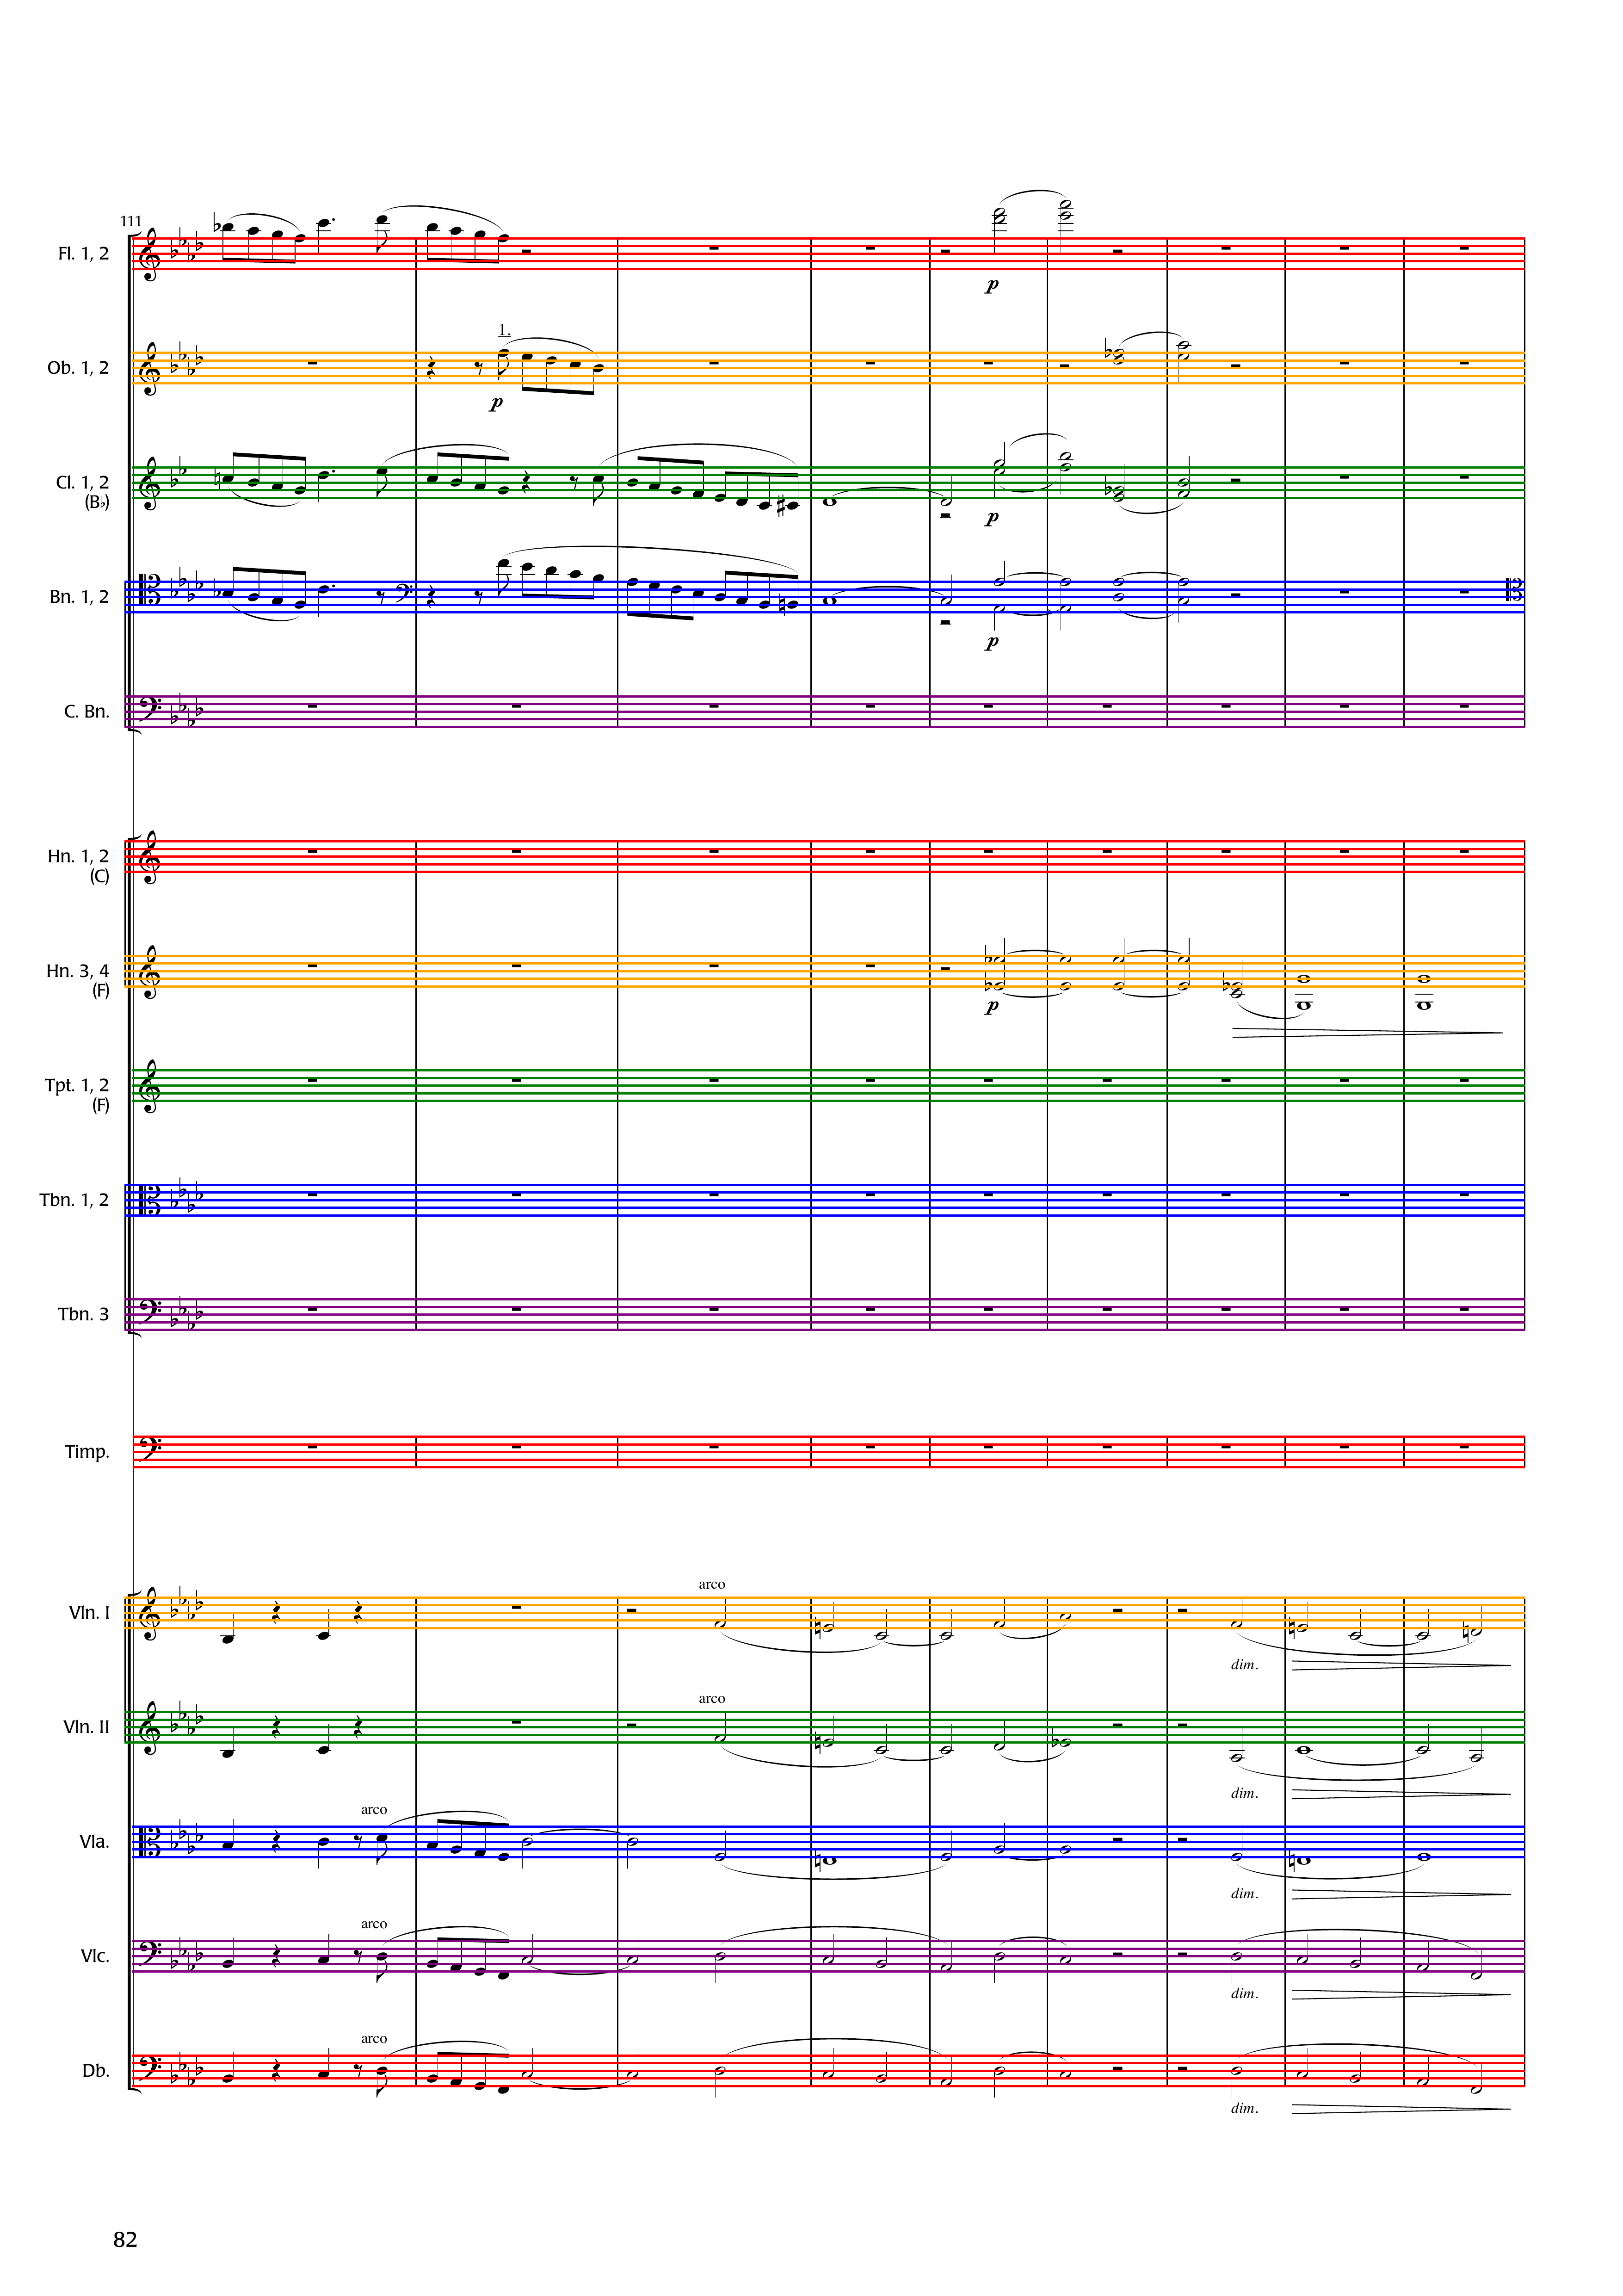 111
Fl. 1, 2
p
1.
Ob. 1, 2
p
Cl. 1, 2
(B♭)
p
Bn. 1, 2
p
C. Bn.
Hn. 1, 2
(C)
Hn. 3, 4
(F)
p
Tpt. 1, 2
(F)
Tbn. 1, 2
Tbn. 3
Timp.
arco
Vln. I
dim.
arco
Vln. II
dim.
arco
Vla.
dim.
arco
Vlc.
dim.
arco
Db.
dim.
82